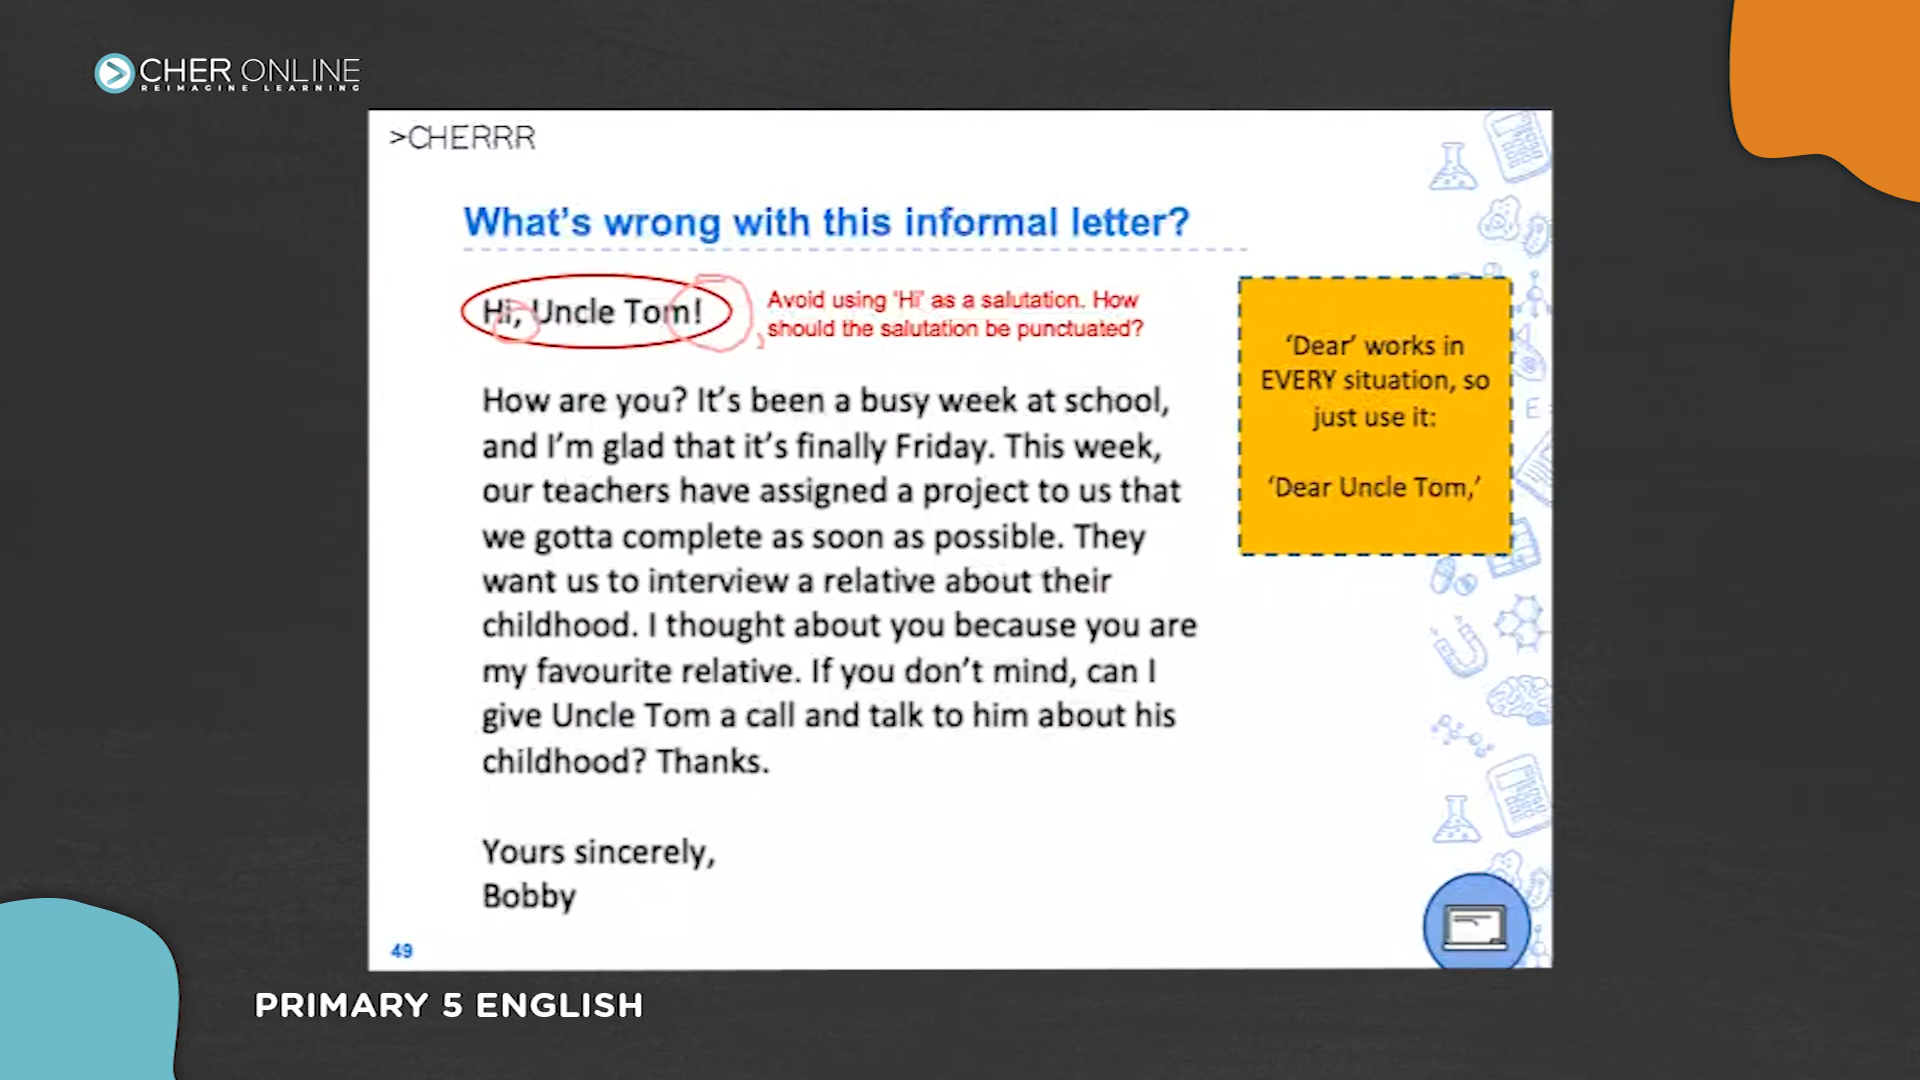 CHER ONLINE
REIMAGINE LEARNING
>CHERRR
What's wrong with this informal letter?
Hi, Uncle Tom!
Avoid using 'Hi' as a salutation. How
should the salutation be punctuated?
,
How are you? It's been a busy week at school,
and I'm glad that it's finally Friday. This week,
our teachers have assigned a project to us that
we gotta complete as soon as possible. They
want us to interview a relative about their
childhood. I thought about you because you are
my favourite relative. If you don't mind, can I
give Uncle Tom a call and talk to him about his
childhood? Thanks.
Yours sincerely,
Bobby
'Dear' works in
EVERY situation, so
just use it:
'Dear Uncle Tom,'
E
49
PRIMARY 5 ENGLISH